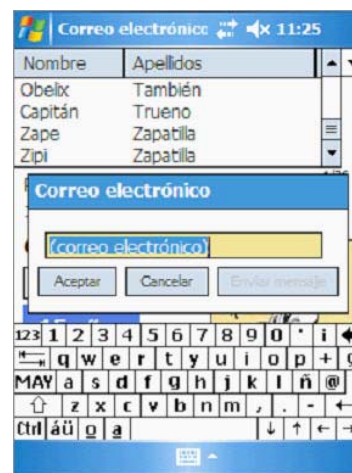 Correo electrónico 11:25
Nombre Apellidos
Obelix También
Capitán Trueno
Zape Zapatilla
Zipi Zapatilla
Correo electrónico
(correo electrónico)
Aceptar Cancelar Enviar mensaje
123 1 2 3 4 5 6 7 8 9 0 ' ¡
q w e r t y u i o p +
MAY a s d f g h j k l ñ @
z x c v b n m , . -
Ctrl áü º ª ↓ ↑ ←